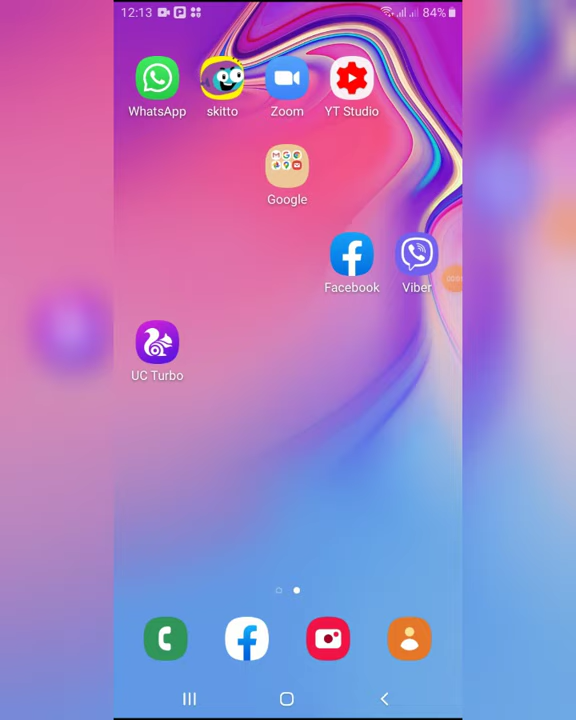 12:13
84%
WhatsApp
skitto
Zoom
YT Studio
Google
Facebook
Viber
UC Turbo